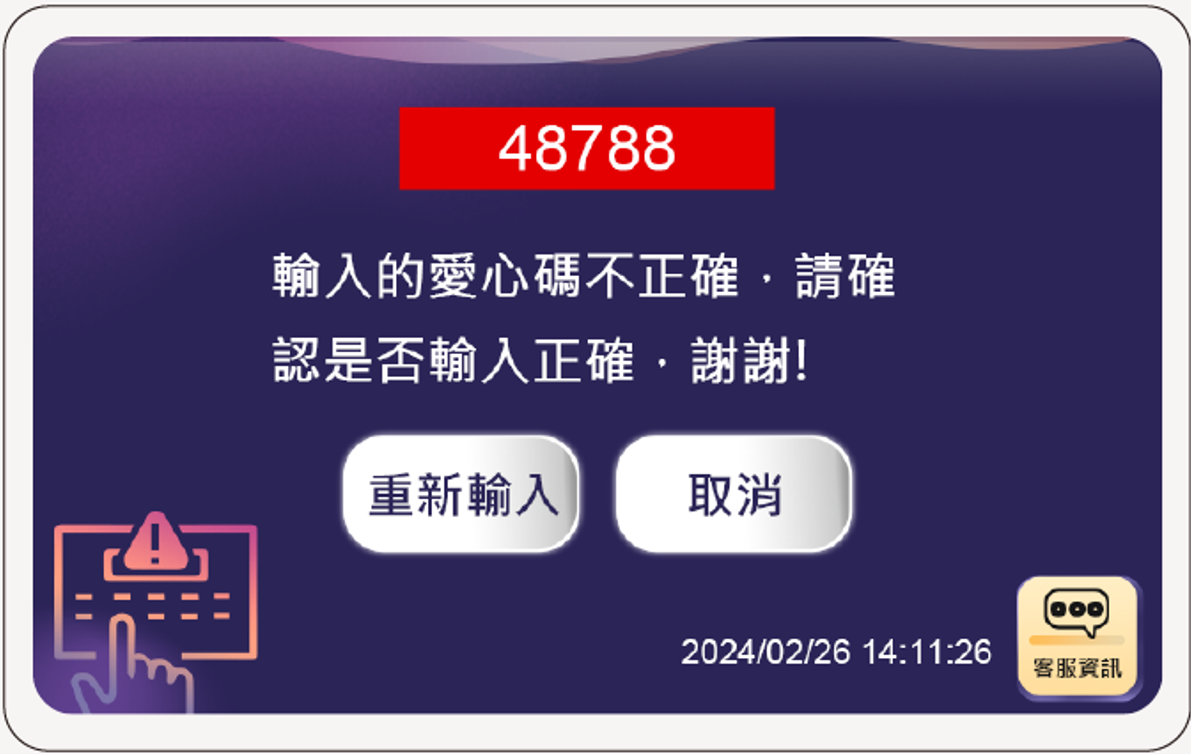 48788
輸入的愛心碼不正確，請確
認是否輸入正確，謝謝!
重新輸入
取消
2024/02/26 14:11:26
客服資訊